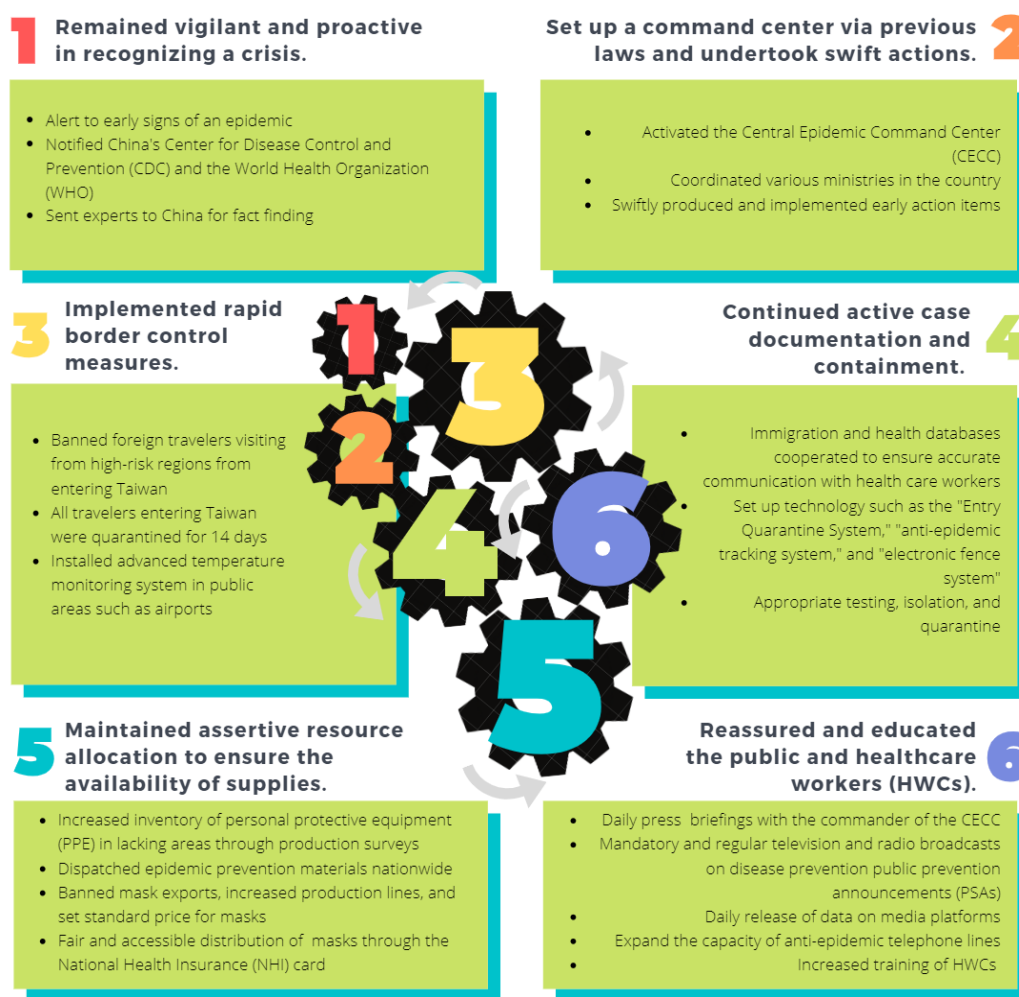 1
Remained vigilant and proactive
in recognizing a crisis.
• Alert to early signs of an epidemic
• Notified China's Center for Disease Control and
Prevention (CDC) and the World Health Organization
(WHO)
• Sent experts to China for fact finding
Set up a command center via previous
laws and undertook swift actions.
2
• Activated the Central Epidemic Command Center
(CECC)
• Coordinated various ministries in the country
• Swiftly produced and implemented early action items
3
Implemented rapid
border control
measures.
• Banned foreign travelers visiting
from high-risk regions from
entering Taiwan
• All travelers entering Taiwan
were quarantined for 14 days
• Installed advanced temperature
monitoring system in public
areas such as airports
1
3
2
4
6
5
Continued active case
documentation and
containment.
4
• Immigration and health databases
cooperated to ensure accurate
communication with health care workers
• Set up technology such as the "Entry
Quarantine System," "anti-epidemic
tracking system," and "electronic fence
system"
• Appropriate testing, isolation, and
quarantine
5
Maintained assertive resource
allocation to ensure the
availability of supplies.
• Increased inventory of personal protective equipment
(PPE) in lacking areas through production surveys
• Dispatched epidemic prevention materials nationwide
• Banned mask exports, increased production lines, and
set standard price for masks
• Fair and accessible distribution of masks through the
National Health Insurance (NHI) card
Reassured and educated
the public and healthcare
workers (HWCs).
6
• Daily press briefings with the commander of the CECC
• Mandatory and regular television and radio broadcasts
on disease prevention public prevention
announcements (PSAs)
• Daily release of data on media platforms
• Expand the capacity of anti-epidemic telephone lines
• Increased training of HWCs